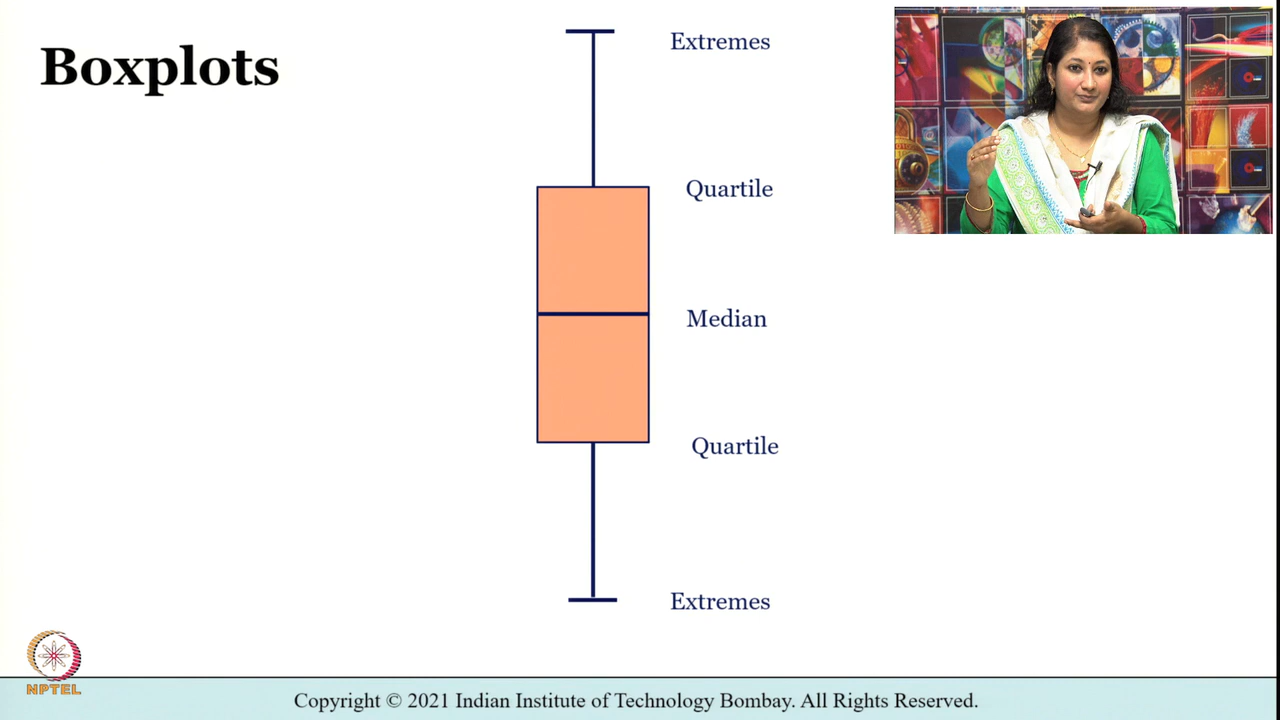 Boxplots
Extremes
Quartile
Median
Quartile
Extremes
NPTEL
Copyright © 2021 Indian Institute of Technology Bombay. All Rights Reserved.